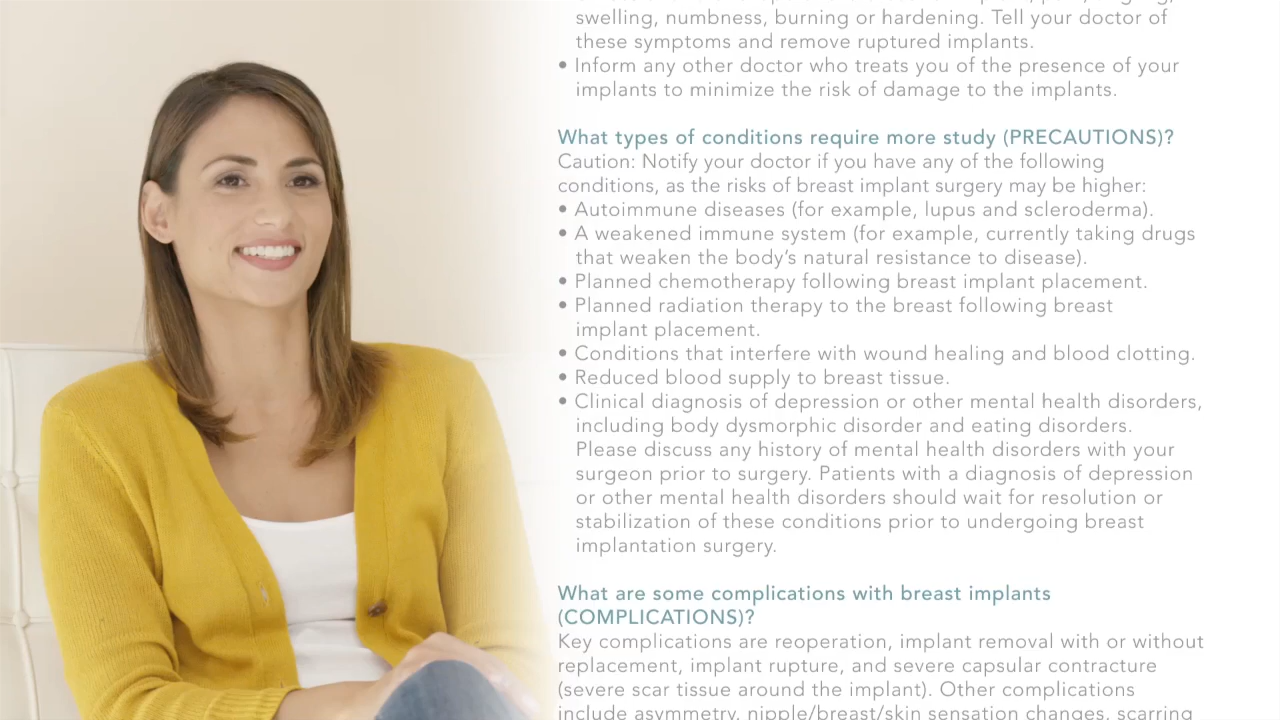 swelling, numbness, burning or hardening. Tell your doctor of
these symptoms and remove ruptured implants.
• Inform any other doctor who treats you of the presence of your
implants to minimize the risk of damage to the implants.
What types of conditions require more study (PRECAUTIONS)?
Caution: Notify your doctor if you have any of the following
conditions, as the risks of breast implant surgery may be higher:
• Autoimmune diseases (for example, lupus and scleroderma).
• A weakened immune system (for example, currently taking drugs
that weaken the body’s natural resistance to disease).
• Planned chemotherapy following breast implant placement.
• Planned radiation therapy to the breast following breast
implant placement.
• Conditions that interfere with wound healing and blood clotting.
• Reduced blood supply to breast tissue.
• Clinical diagnosis of depression or other mental health disorders,
including body dysmorphic disorder and eating disorders.
Please discuss any history of mental health disorders with your
surgeon prior to surgery. Patients with a diagnosis of depression
or other mental health disorders should wait for resolution or
stabilization of these conditions prior to undergoing breast
implantation surgery.
What are some complications with breast implants
(COMPLICATIONS)?
Key complications are reoperation, implant removal with or without
replacement, implant rupture, and severe capsular contracture
(severe scar tissue around the implant). Other complications
include asymmetry, nipple/breast/skin sensation changes, scarring